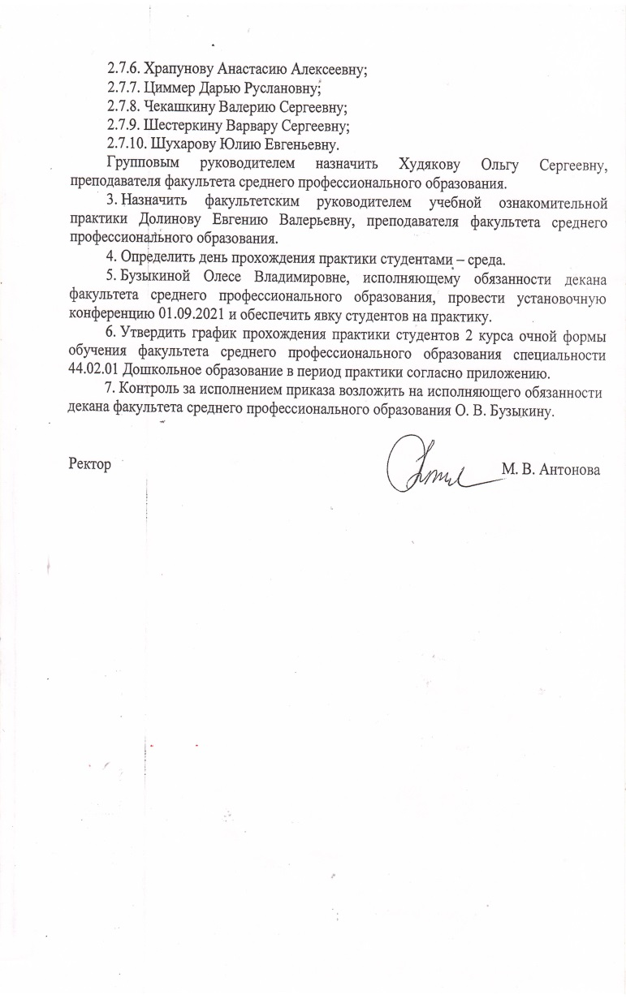 2.7.6. Храпунову Анастасию Алексеевну;
2.7.7. Циммер Дарью Руслановну;
2.7.8. Чекашкину Валерию Сергеевну;
2.7.9. Шестеркину Варвару Сергеевну;
2.7.10. Шухарову Юлию Евгеньевну.
Групповым руководителем назначить Худякову Ольгу Сергеевну,
преподавателя факультета среднего профессионального образования.
3. Назначить факультетским руководителем учебной ознакомительной
практики Долинову Евгению Валерьевну, преподавателя факультета среднего
профессионального образования.
4. Определить день прохождения практики студентами – среда.
5. Бузыкиной Олесе Владимировне, исполняющему обязанности декана
факультета среднего профессионального образования, провести установочную
конференцию 01.09.2021 и обеспечить явку студентов на практику.
6. Утвердить график прохождения практики студентов 2 курса очной формы
обучения факультета среднего профессионального образования специальности
44.02.01 Дошкольное образование в период практики согласно приложению.
7. Контроль за исполнением приказа возложить на исполняющего обязанности
декана факультета среднего профессионального образования О. В. Бузыкину.
Ректор
М. В. Антонова